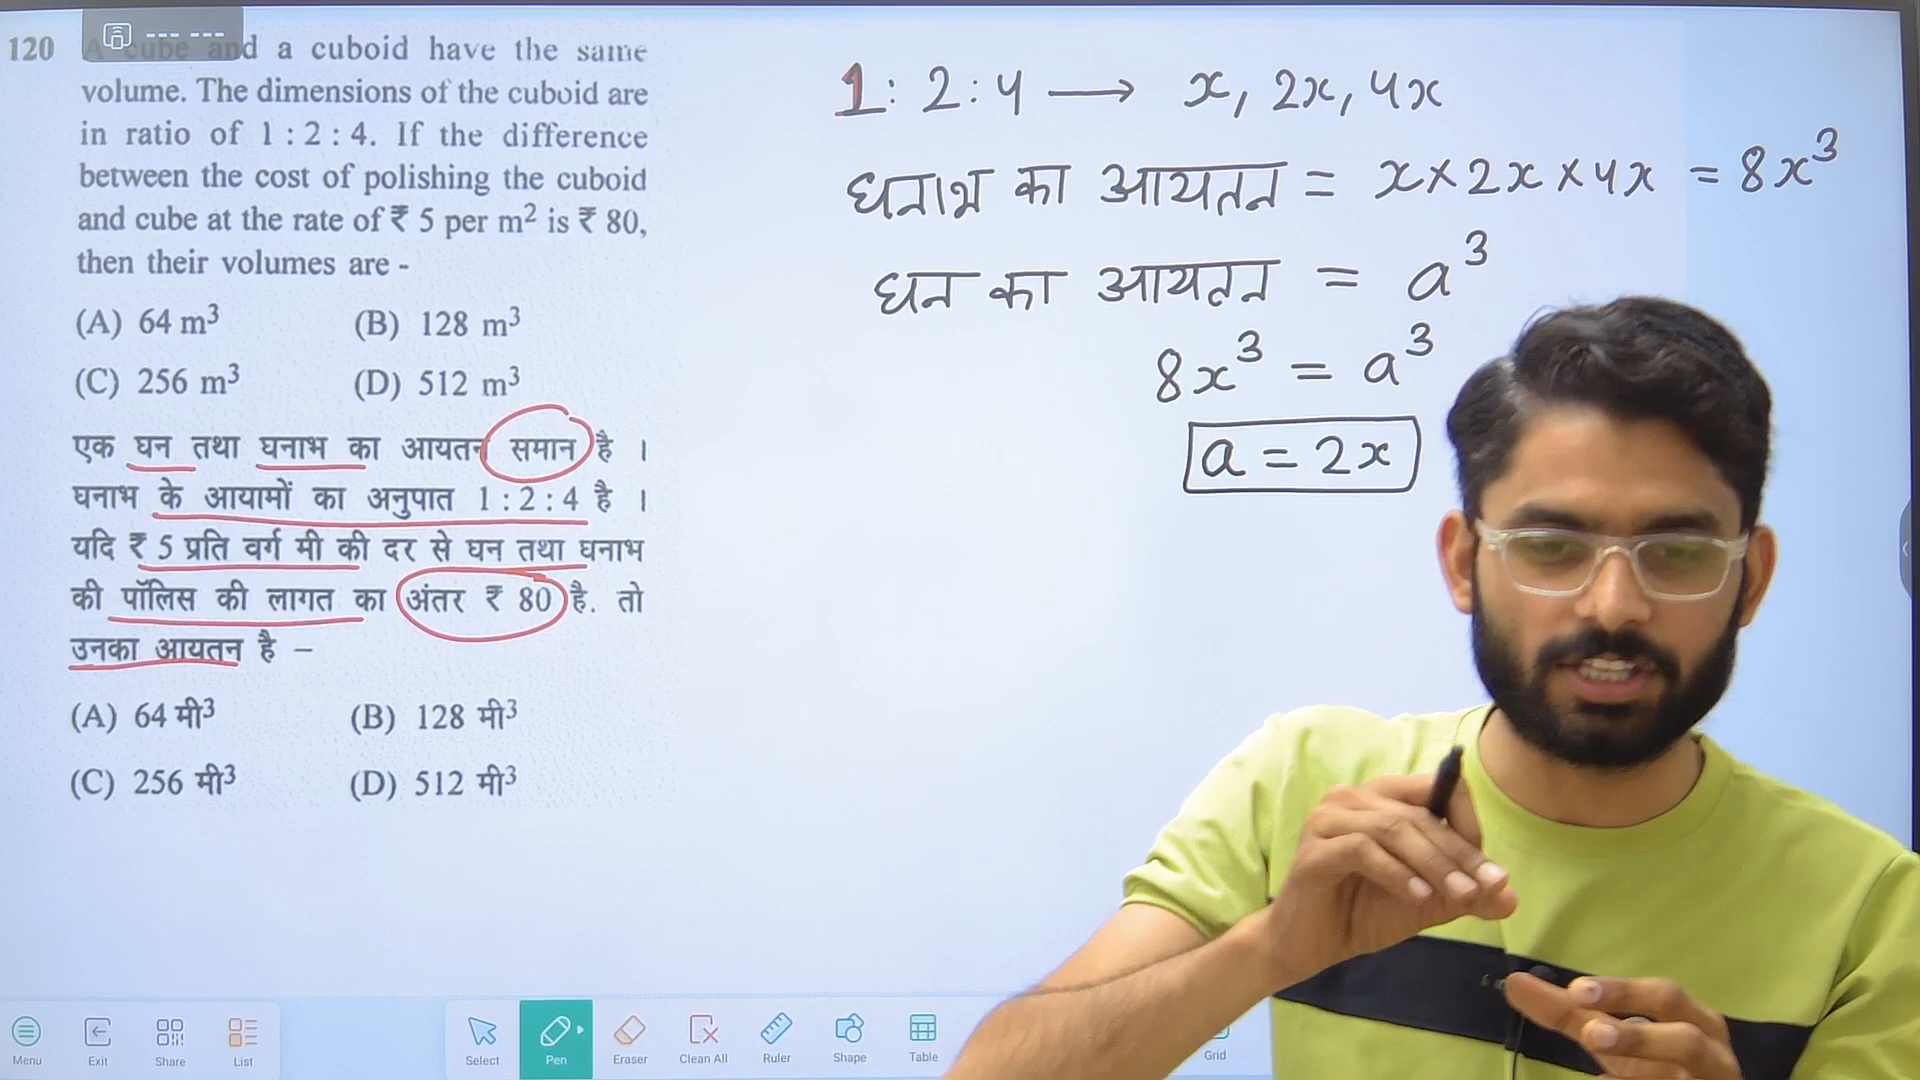 120 A cube and a cuboid have the same
volume. The dimensions of the cuboid are
in ratio of 1 : 2 : 4. If the difference
between the cost of polishing the cuboid
and cube at the rate of ₹ 5 per m² is ₹ 80,
then their volumes are -
(A) 64 m³ (B) 128 m³
(C) 256 m³ (D) 512 m³
एक घन तथा घनाभ का आयतन समान है ।
घनाभ के आयामों का अनुपात 1 : 2 : 4 है ।
यदि ₹ 5 प्रति वर्ग मी की दर से घन तथा घनाभ
की पॉलिस की लागत का अंतर ₹ 80 है. तो
उनका आयतन है –
(A) 64 मी³ (B) 128 मी³
(C) 256 मी³ (D) 512 मी³
1 : 2 : 4 → x, 2x, 4x
घनाभ का आयतन = x × 2x × 4x = 8x³
घन का आयतन = a³
8x³ = a³
a = 2x
Menu Exit Share List Select Pen Eraser Clean All Ruler Shape Table Grid